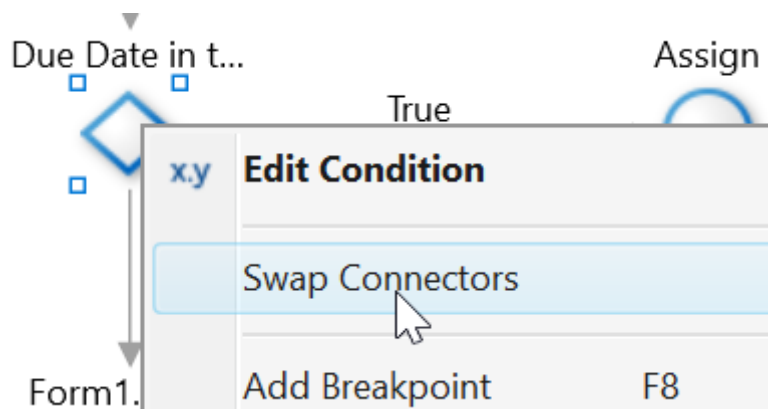 Due Date in t...
Assign
True
x.y Edit Condition
Swap Connectors
Form1.
Add Breakpoint F8